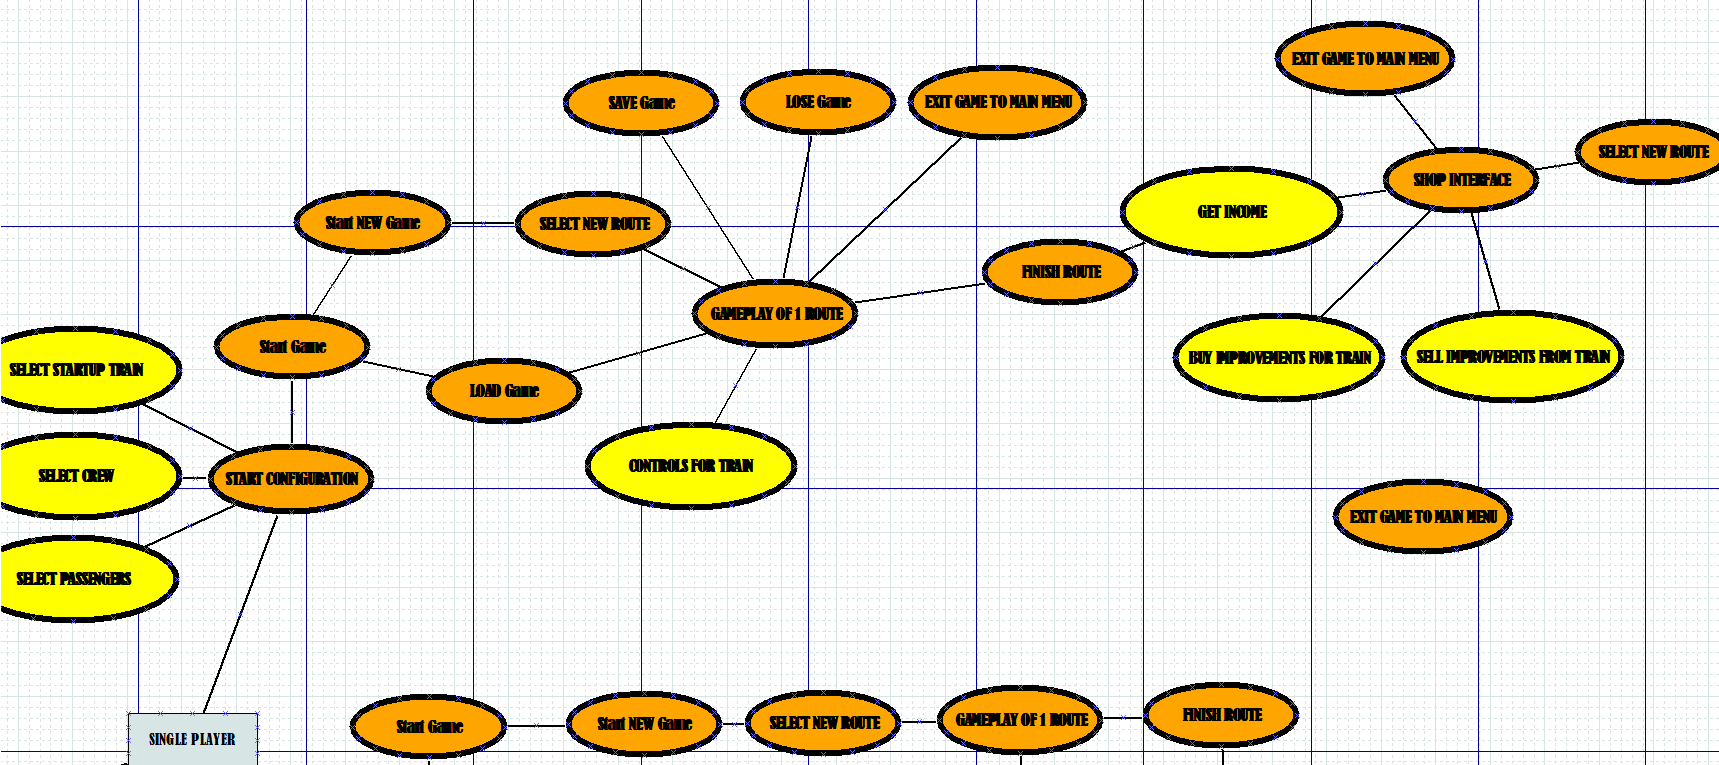 EXIT GAME TO MAIN MENU
SAVE Game
LOSE Game
EXIT GAME TO MAIN MENU
SELECT NEW ROUTE
SHOP INTERFACE
GET INCOME
Start NEW Game
SELECT NEW ROUTE
FINISH ROUTE
GAMEPLAY OF 1 ROUTE
Start Game
BUY IMPROVEMENTS FOR TRAIN
SELL IMPROVEMENTS FROM TRAIN
SELECT STARTUP TRAIN
LOAD Game
CONTROLS FOR TRAIN
SELECT CREW
START CONFIGURATION
EXIT GAME TO MAIN MENU
SELECT PASSENGERS
SINGLE PLAYER
Start Game
Start NEW Game
SELECT NEW ROUTE
GAMEPLAY OF 1 ROUTE
FINISH ROUTE